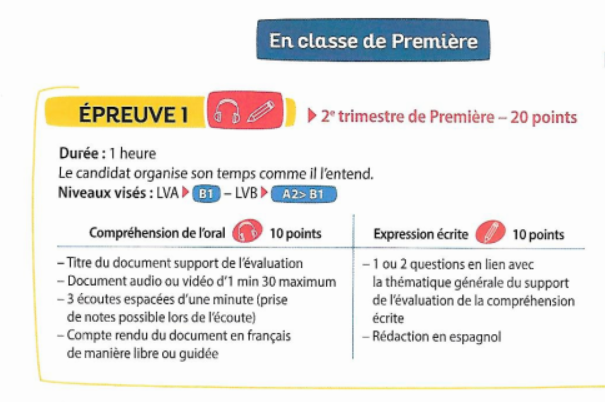 En classe de Première
ÉPREUVE 1
▶ 2e trimestre de Première – 20 points
Durée : 1 heure
Le candidat organise son temps comme il l'entend.
Niveaux visés : LVA ▶ B1 – LVB ▶ A2> B1
Compréhension de l'oral 10 points
– Titre du document support de l'évaluation
– Document audio ou vidéo d'1 min 30 maximum
– 3 écoutes espacées d'une minute (prise
de notes possible lors de l'écoute)
– Compte rendu du document en français
de manière libre ou guidée
Expression écrite 10 points
– 1 ou 2 questions en lien avec
la thématique générale du support
de l'évaluation de la compréhension
écrite
– Rédaction en espagnol